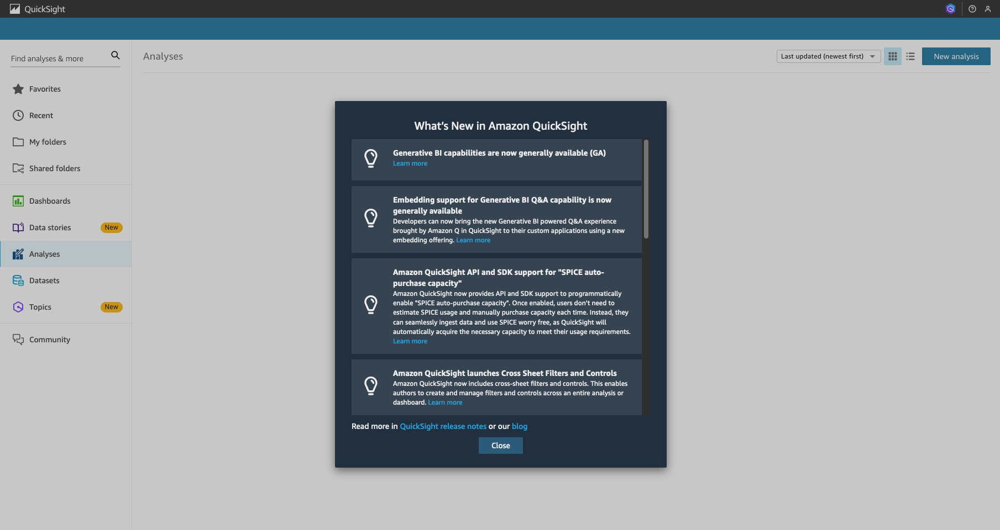 QuickSight
Find analyses & more
Favorites
Recent
My folders
Shared folders
Dashboards
Data stories
New
Analyses
Datasets
Topics
New
Community
Analyses
Last updated (newest first)
New analysis
What's New in Amazon QuickSight
Generative BI capabilities are now generally available (GA)
Learn more
Embedding support for Generative BI Q&A capability is now
generally available
Developers can now bring the new Generative BI powered Q&A experience
brought by Amazon Q in QuickSight to their custom applications using a new
embedding offering. Learn more
Amazon QuickSight API and SDK support for "SPICE auto-
purchase capacity"
Amazon QuickSight now provides API and SDK support to programmatically
enable "SPICE auto-purchase capacity". Once enabled, users don't need to
estimate SPICE usage and manually purchase capacity each time. Instead, they
can seamlessly ingest data and use SPICE worry free, as QuickSight will
automatically acquire the necessary capacity to meet their usage requirements.
Learn more
Amazon QuickSight launches Cross Sheet Filters and Controls
Amazon QuickSight now includes cross-sheet filters and controls. This enables
authors to create and manage filters and controls across an entire analysis or
dashboard. Learn more
Read more in QuickSight release notes or our blog
Close